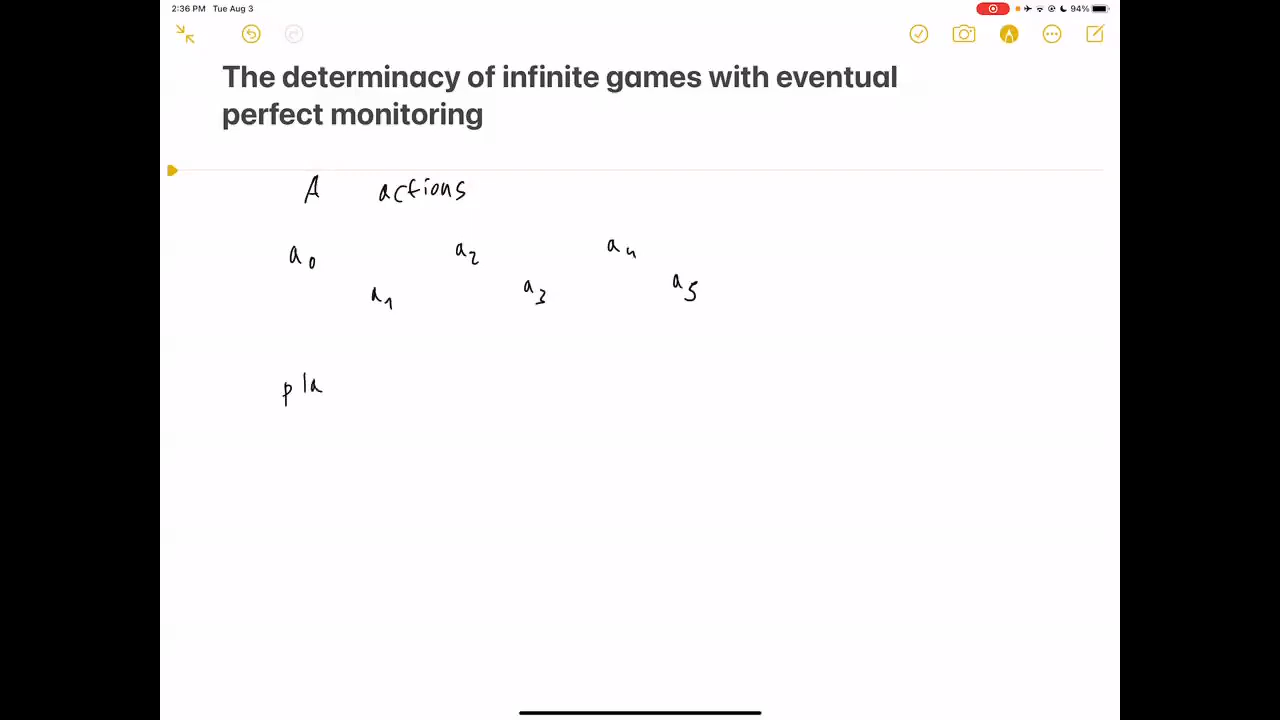 2:36 PM Tue Aug 3 94%
The determinacy of infinite games with eventual
perfect monitoring
A actions
a0 a2 a4
a1 a3 a5
pla